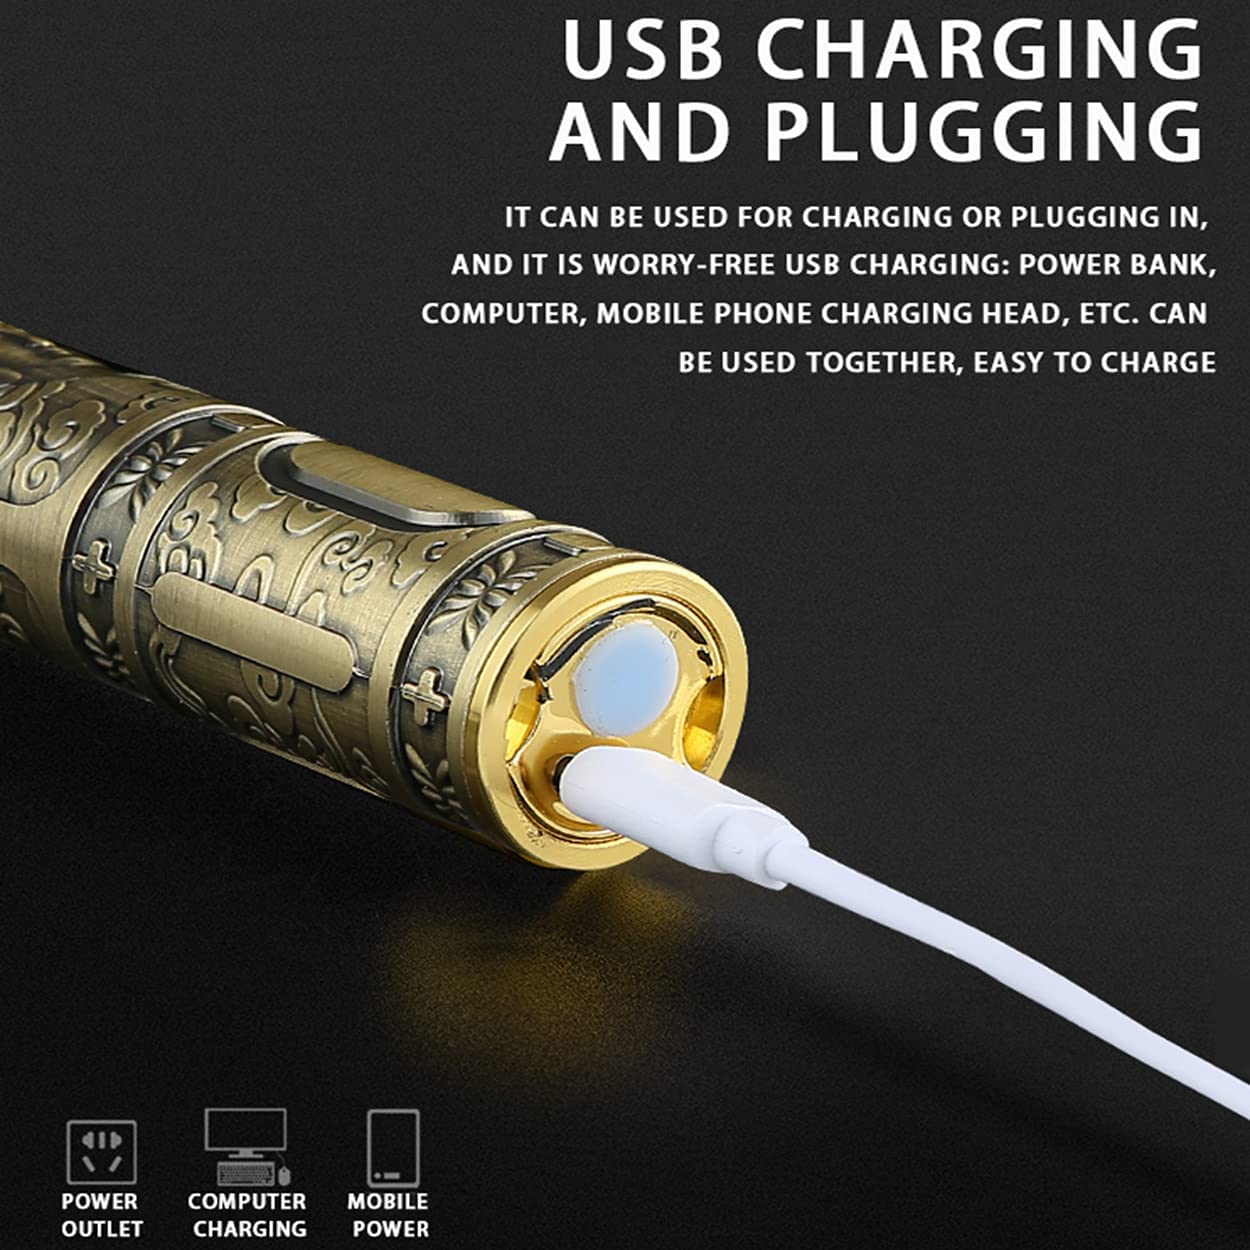 USB CHARGING
AND PLUGGING
IT CAN BE USED FOR CHARGING OR PLUGGING IN,
AND IT IS WORRY-FREE USB CHARGING: POWER BANK,
COMPUTER, MOBILE PHONE CHARGING HEAD, ETC. CAN
BE USED TOGETHER, EASY TO CHARGE
POWER
OUTLET
COMPUTER
CHARGING
MOBILE
POWER